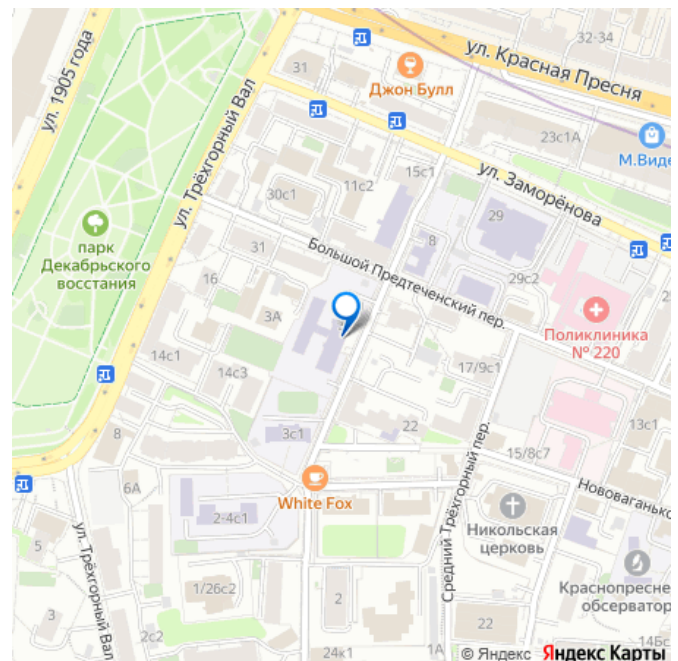 ул. 1905 года
32-34
ул. Красная Пресня
31
Джон Булл
ул. Трёхгорный Вал
23с1А
М.Виде
ул. Заморёнова
15с1
11с2
30с1
29
8
парк
Декабрьского
восстания
31
Большой Предтеченский пер.
29с2
16
3А
Поликлиника
№ 220
14с1
14с3
17/9с1
13с1
3с1
22
8
15/8с7
6А
White Fox
Нововаганько
2-4с1
Средний Трёхгорный пер.
Никольская
церковь
5
ул. Трёхгорный Вал
1/26с2
2
Краснопресне
обсерватор
3
22
2с2
24к1
1А
14Бс
© Яндекс Яндекс Карты